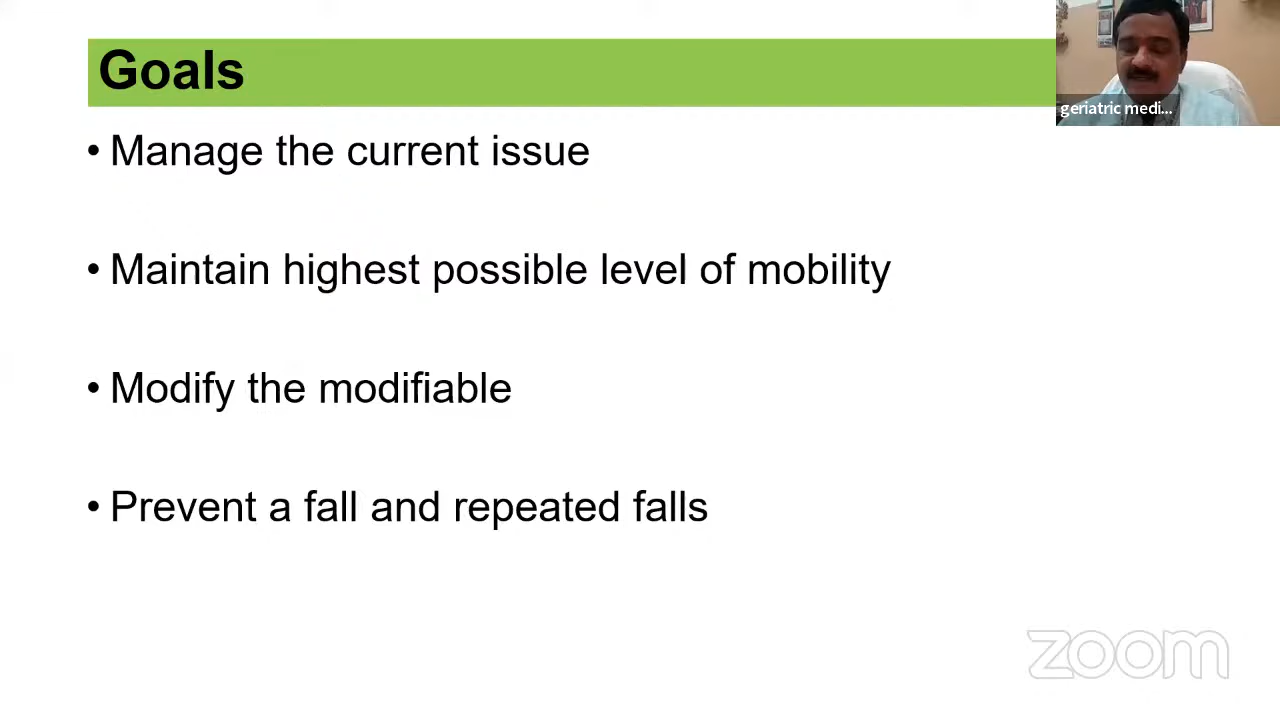 Goals
geriatric medi...
• Manage the current issue
• Maintain highest possible level of mobility
• Modify the modifiable
• Prevent a fall and repeated falls
zoom